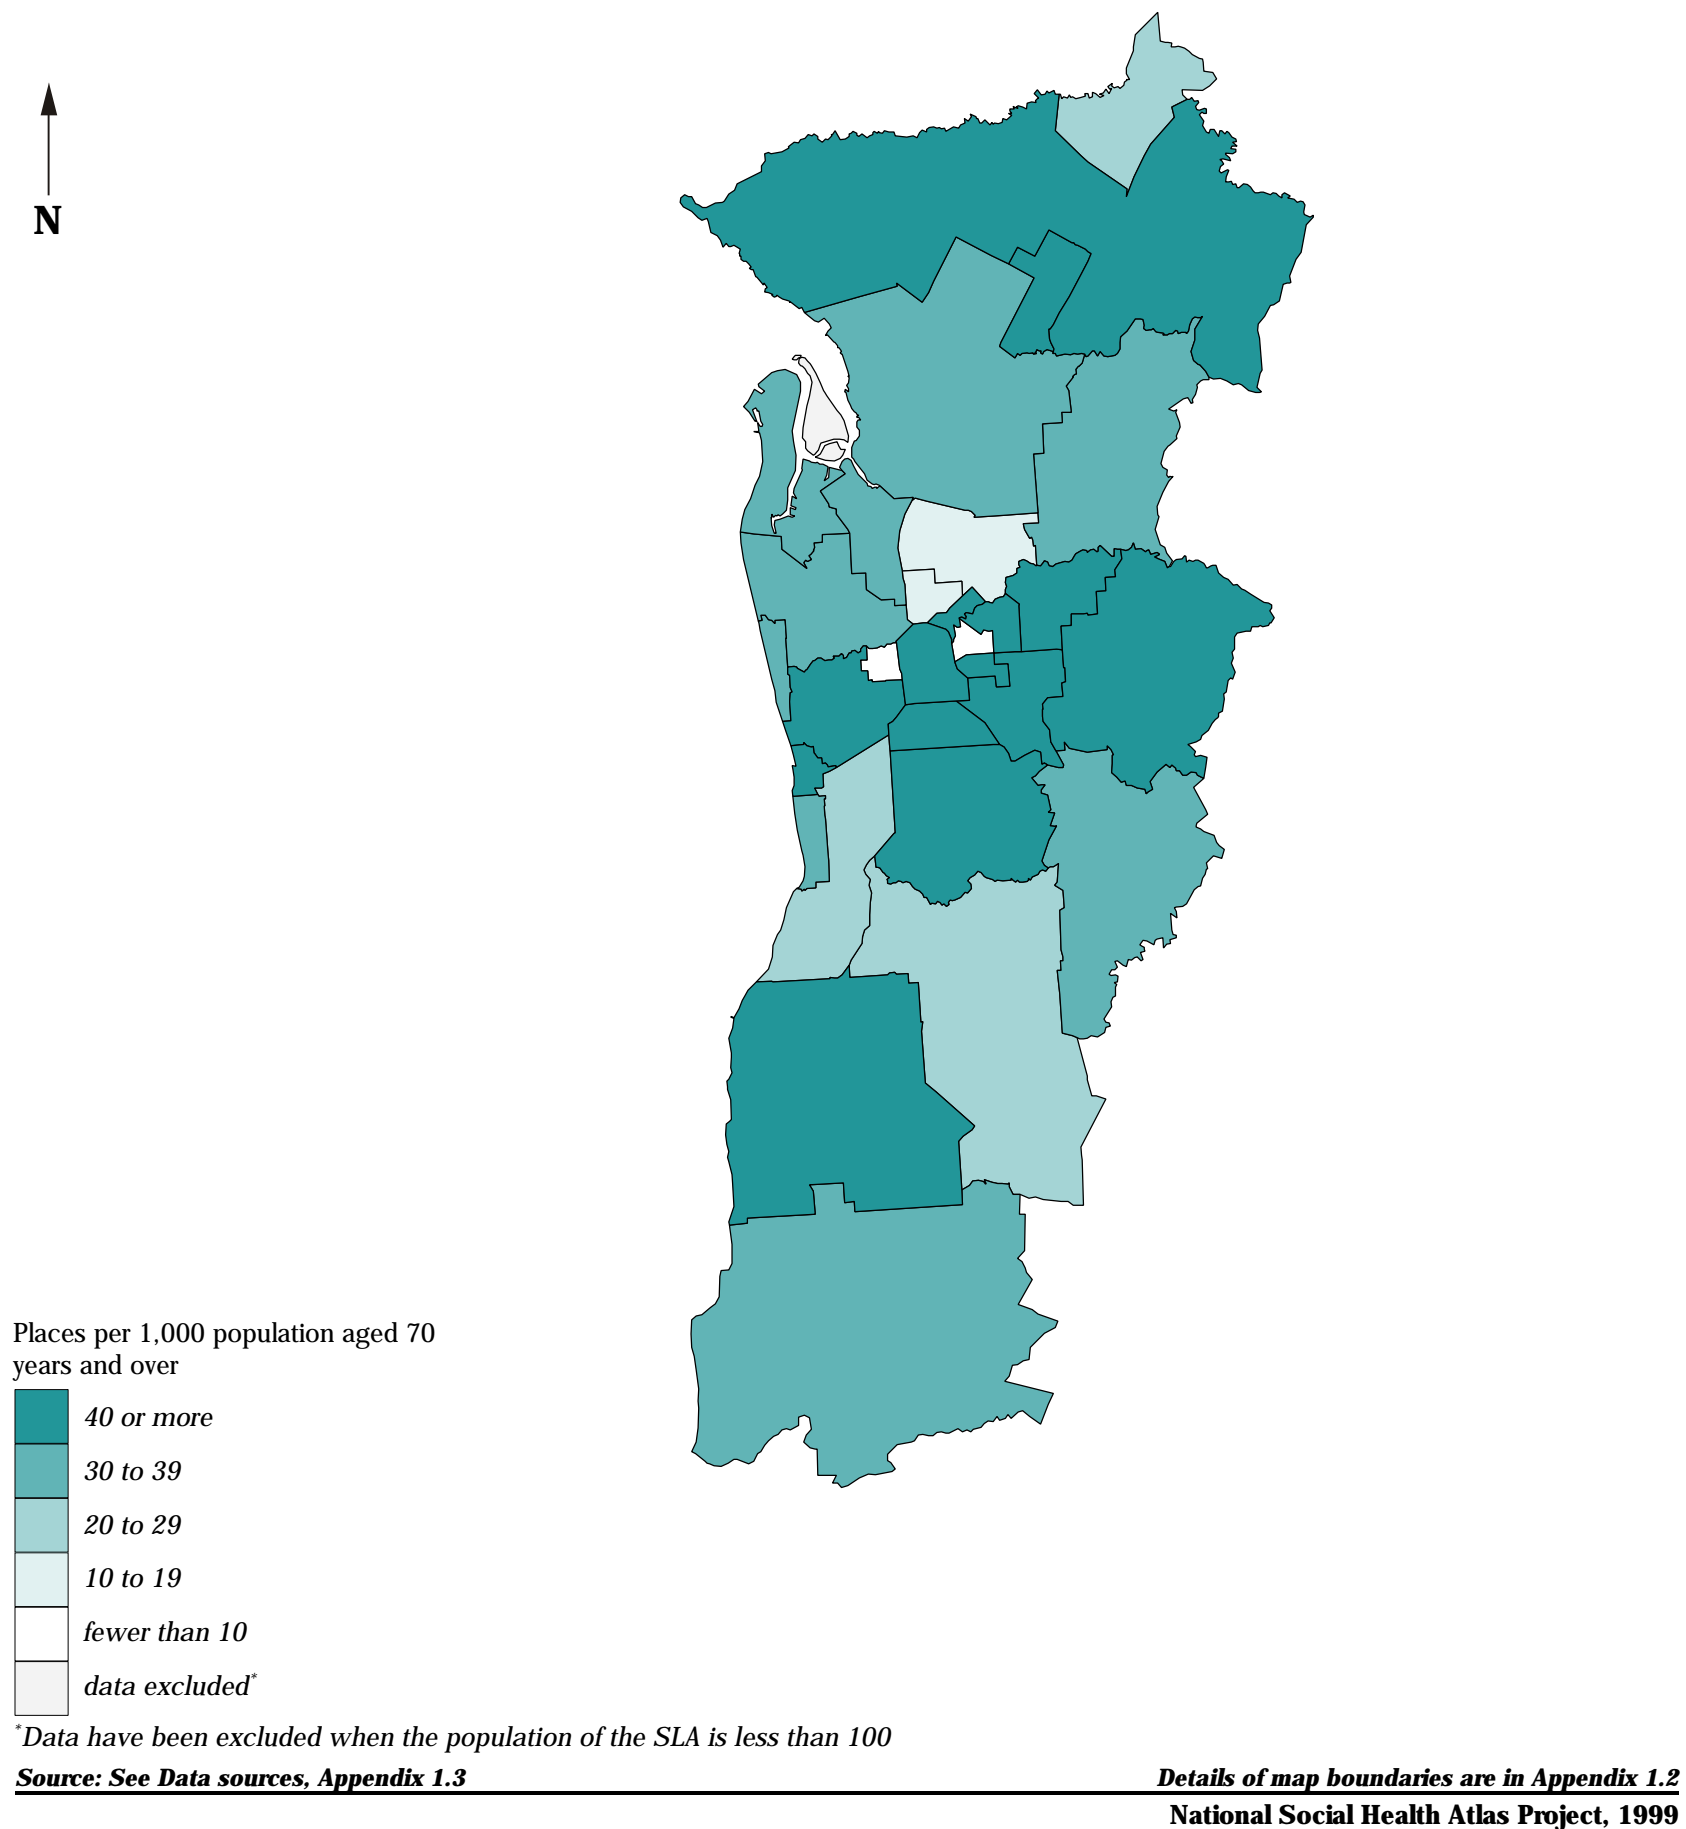 N
Places per 1,000 population aged 70
years and over
40 or more
30 to 39
20 to 29
10 to 19
fewer than 10
data excluded*
*Data have been excluded when the population of the SLA is less than 100
Source: See Data sources, Appendix 1.3
Details of map boundaries are in Appendix 1.2
National Social Health Atlas Project, 1999